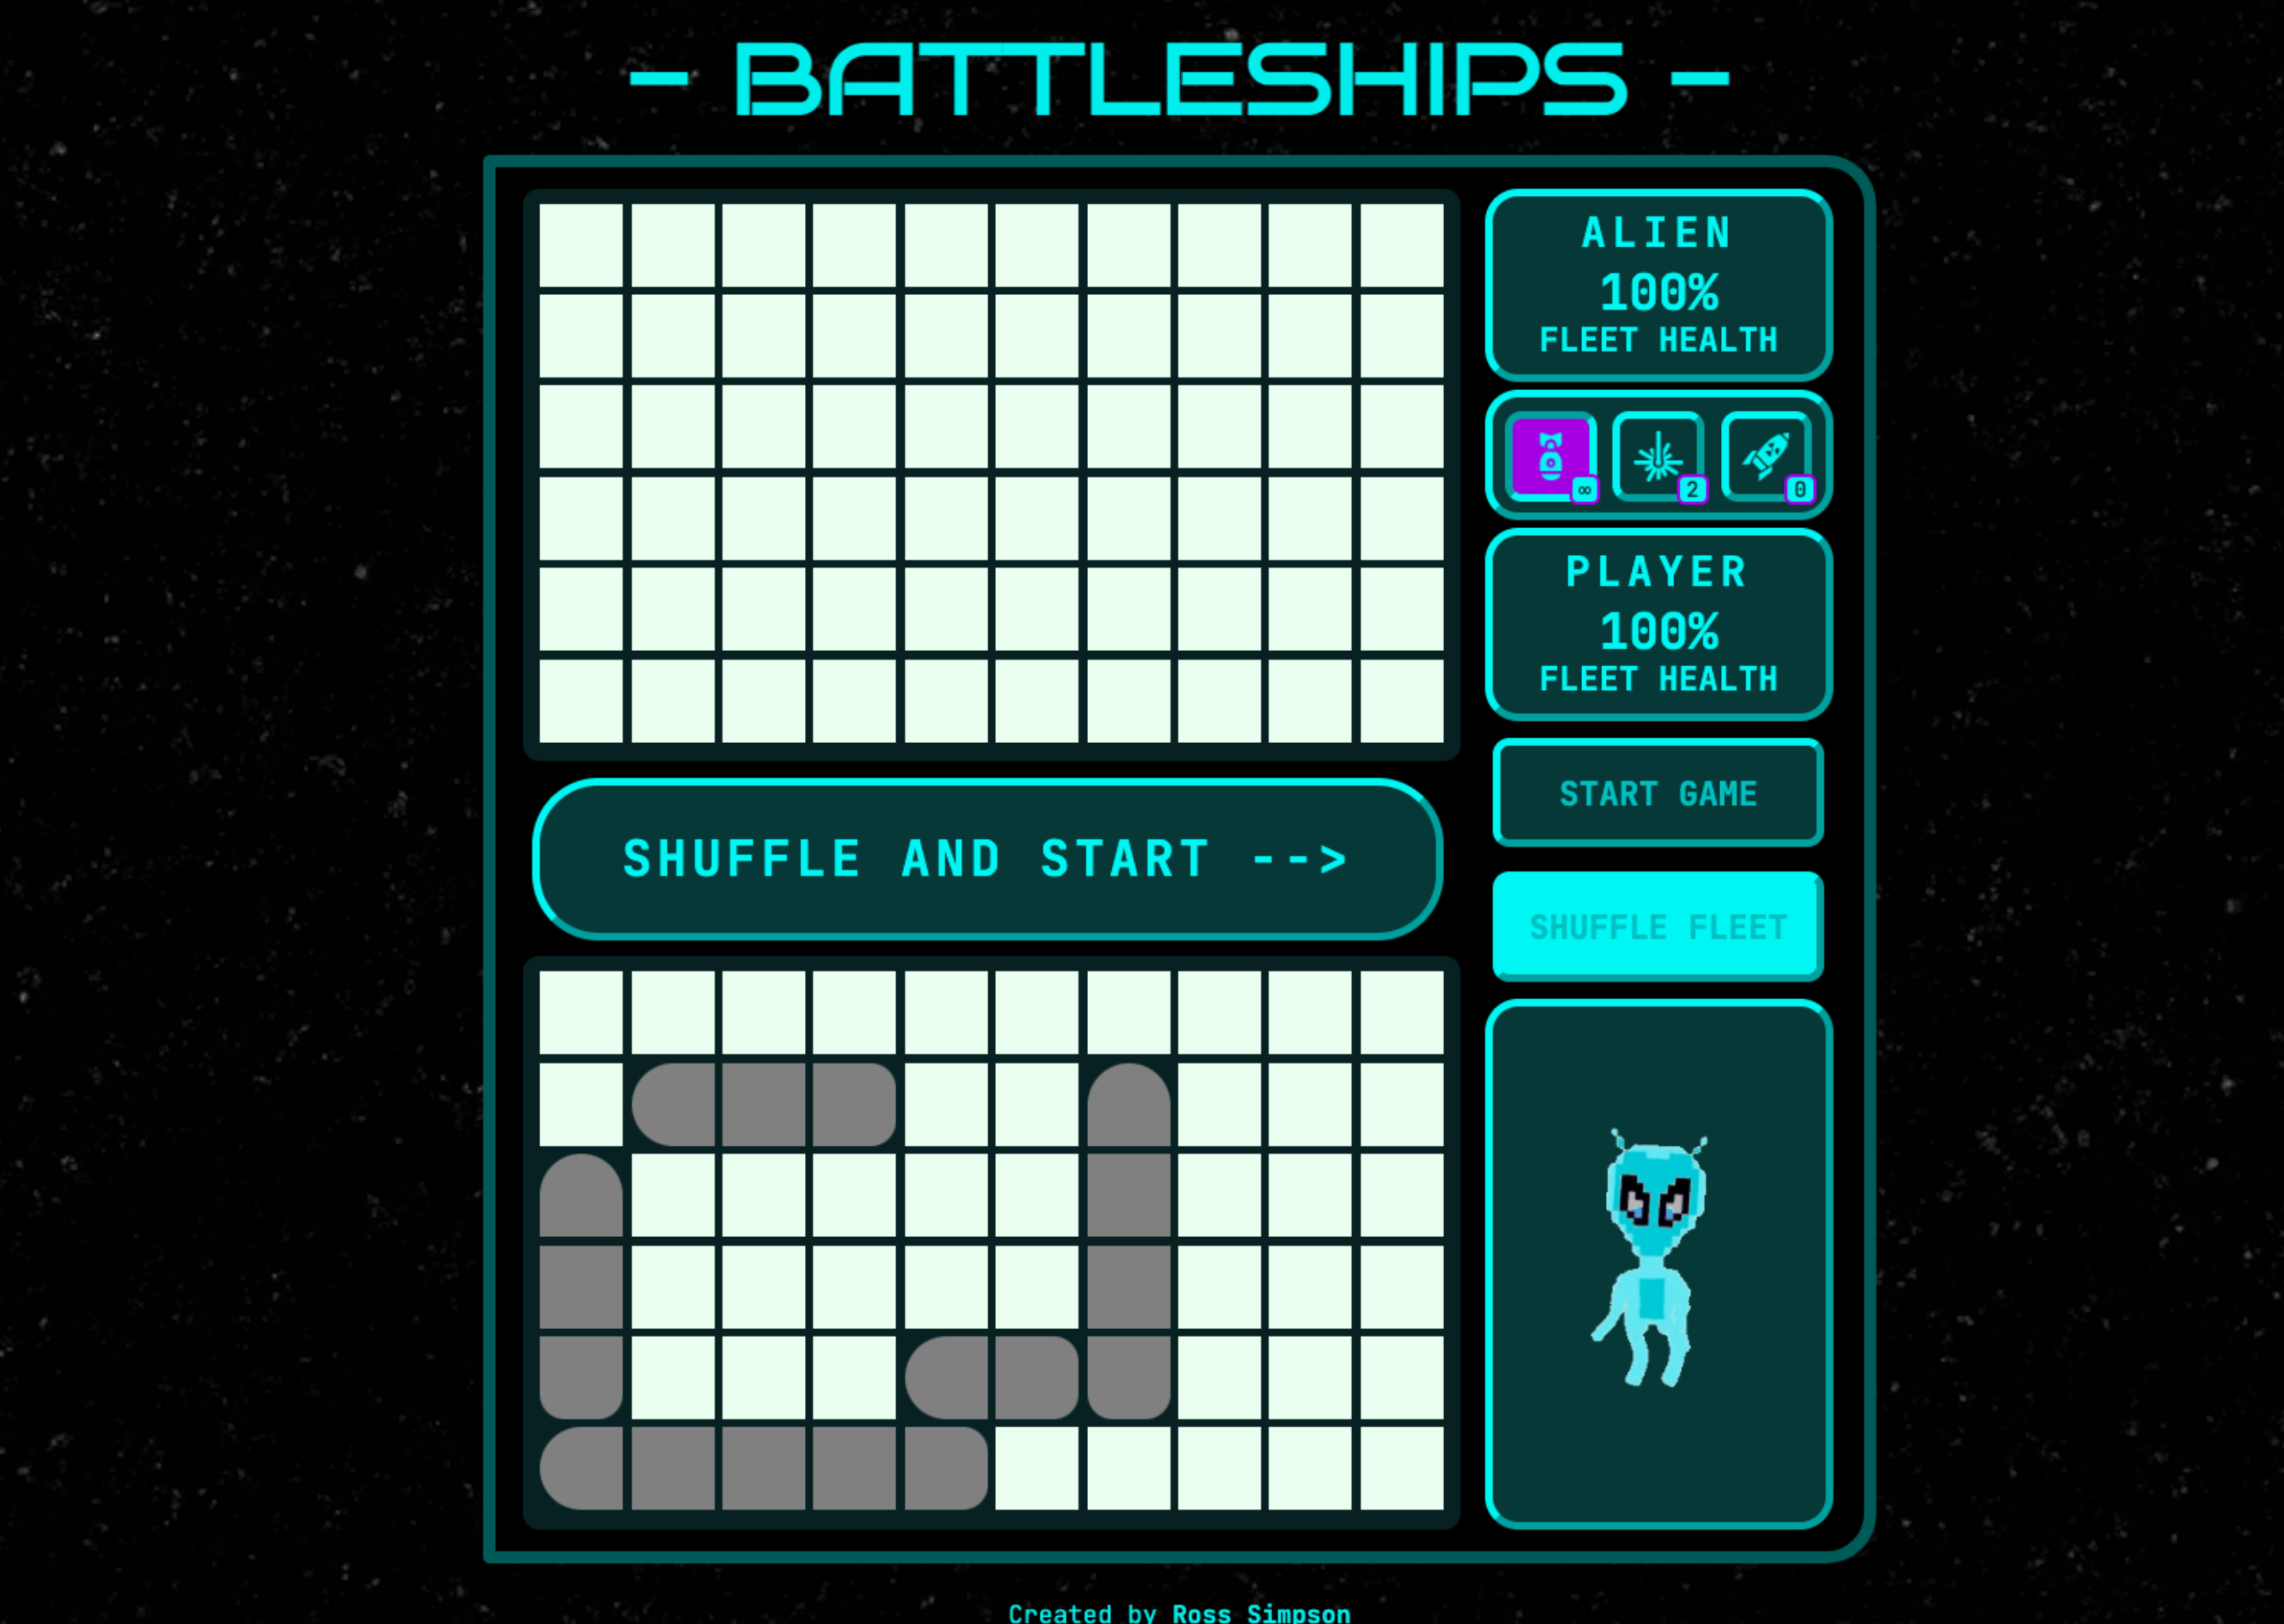 - BATTLESHIPS -
ALIEN
100%
FLEET HEALTH
∞
2
0
PLAYER
100%
FLEET HEALTH
START GAME
SHUFFLE AND START -->
SHUFFLE FLEET
Created by Ross Simpson